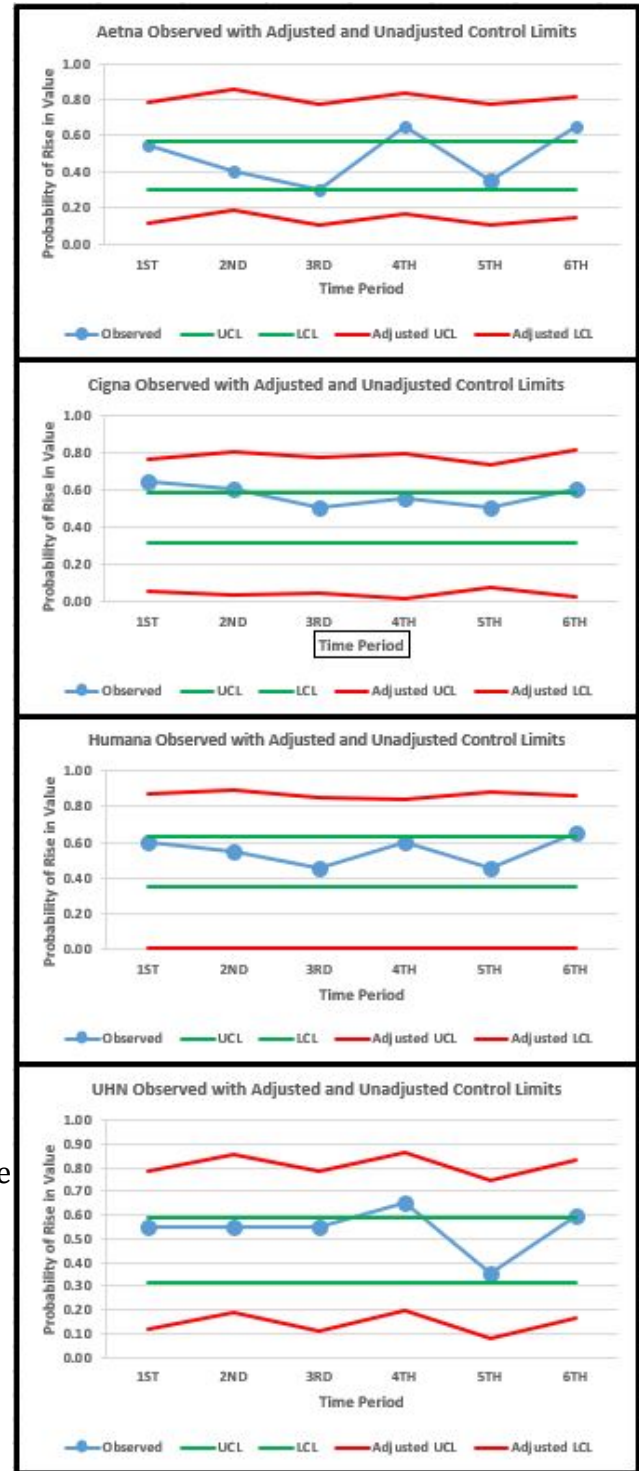 Aetna Observed with Adjusted and Unadjusted Control Limits
Probability of Rise in Value
1.00
0.80
0.60
0.40
0.20
0.00
1ST 2ND 3RD 4TH 5TH 6TH
Time Period
Observed UCL LCL Adjusted UCL Adjusted LCL
Cigna Observed with Adjusted and Unadjusted Control Limits
Probability of Rise in Value
1.00
0.80
0.60
0.40
0.20
0.00
1ST 2ND 3RD 4TH 5TH 6TH
Time Period
Observed UCL LCL Adjusted UCL Adjusted LCL
Humana Observed with Adjusted and Unadjusted Control Limits
Probability of Rise in Value
1.00
0.80
0.60
0.40
0.20
0.00
1ST 2ND 3RD 4TH 5TH 6TH
Time Period
Observed UCL LCL Adjusted UCL Adjusted LCL
UHN Observed with Adjusted and Unadjusted Control Limits
e
Probability of Rise in Value
1.00
0.90
0.80
0.70
0.60
0.50
0.40
0.30
0.20
0.10
0.00
1ST 2ND 3RD 4TH 5TH 6TH
Time Period
Observed UCL LCL Adjusted UCL Adjusted LCL